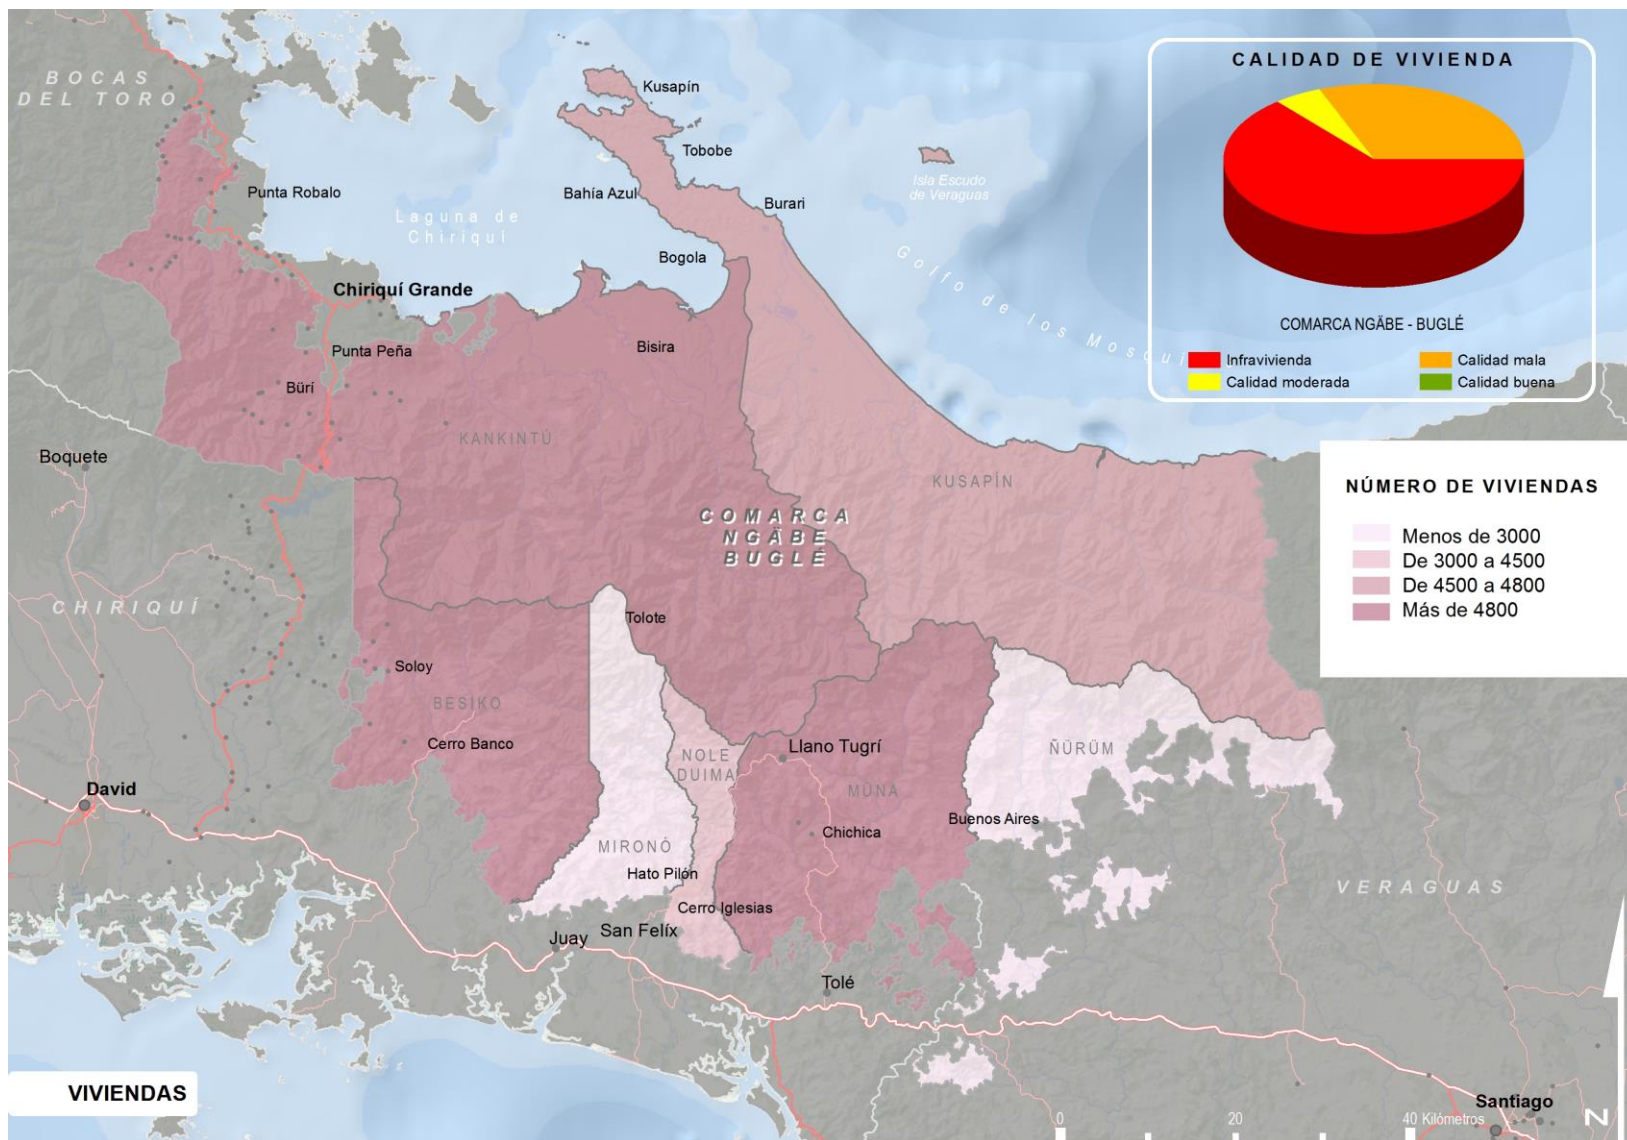 BOCAS
DEL TORO
Kusapín
Tobobe
Isla Escudo
de Veraguas
Punta Robalo
Bahía Azul
Burari
Laguna de
Chiriquí
Bogola
Golfo de los Mosqui
Chiriquí Grande
Bisira
Punta Peña
Bürí
KANKINTÚ
Boquete
KUSAPÍN
COMARCA
NGÄBE
BUGLÉ
CHIRIQUÍ
Tolote
Soloy
BESIKO
Cerro Banco
NOLE
DUIMA
Llano Tugrí
ÑÜRÜM
MÜNA
David
Buenos Aires
Chichica
MIRONÓ
Hato Pilón
VERAGUAS
Cerro Iglesias
San Felíx
Juay
Tolé
Santiago
CALIDAD DE VIVIENDA
COMARCA NGÄBE - BUGLÉ
Infravivienda
Calidad mala
Calidad moderada
Calidad buena
NÚMERO DE VIVIENDAS
Menos de 3000
De 3000 a 4500
De 4500 a 4800
Más de 4800
VIVIENDAS
0 20 40 Kilómetros
N